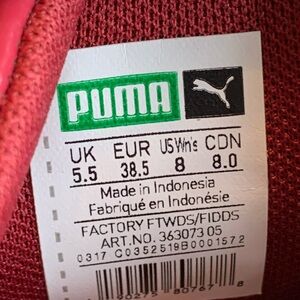 PUMA
UK EUR US Wn's CDN
5.5 38.5 8 8.0
Made in Indonesia
Fabriqué en Indonésie
FACTORY FTWDS/FIDDS
ART.NO. 363073 05
0317 C0352519B0001572